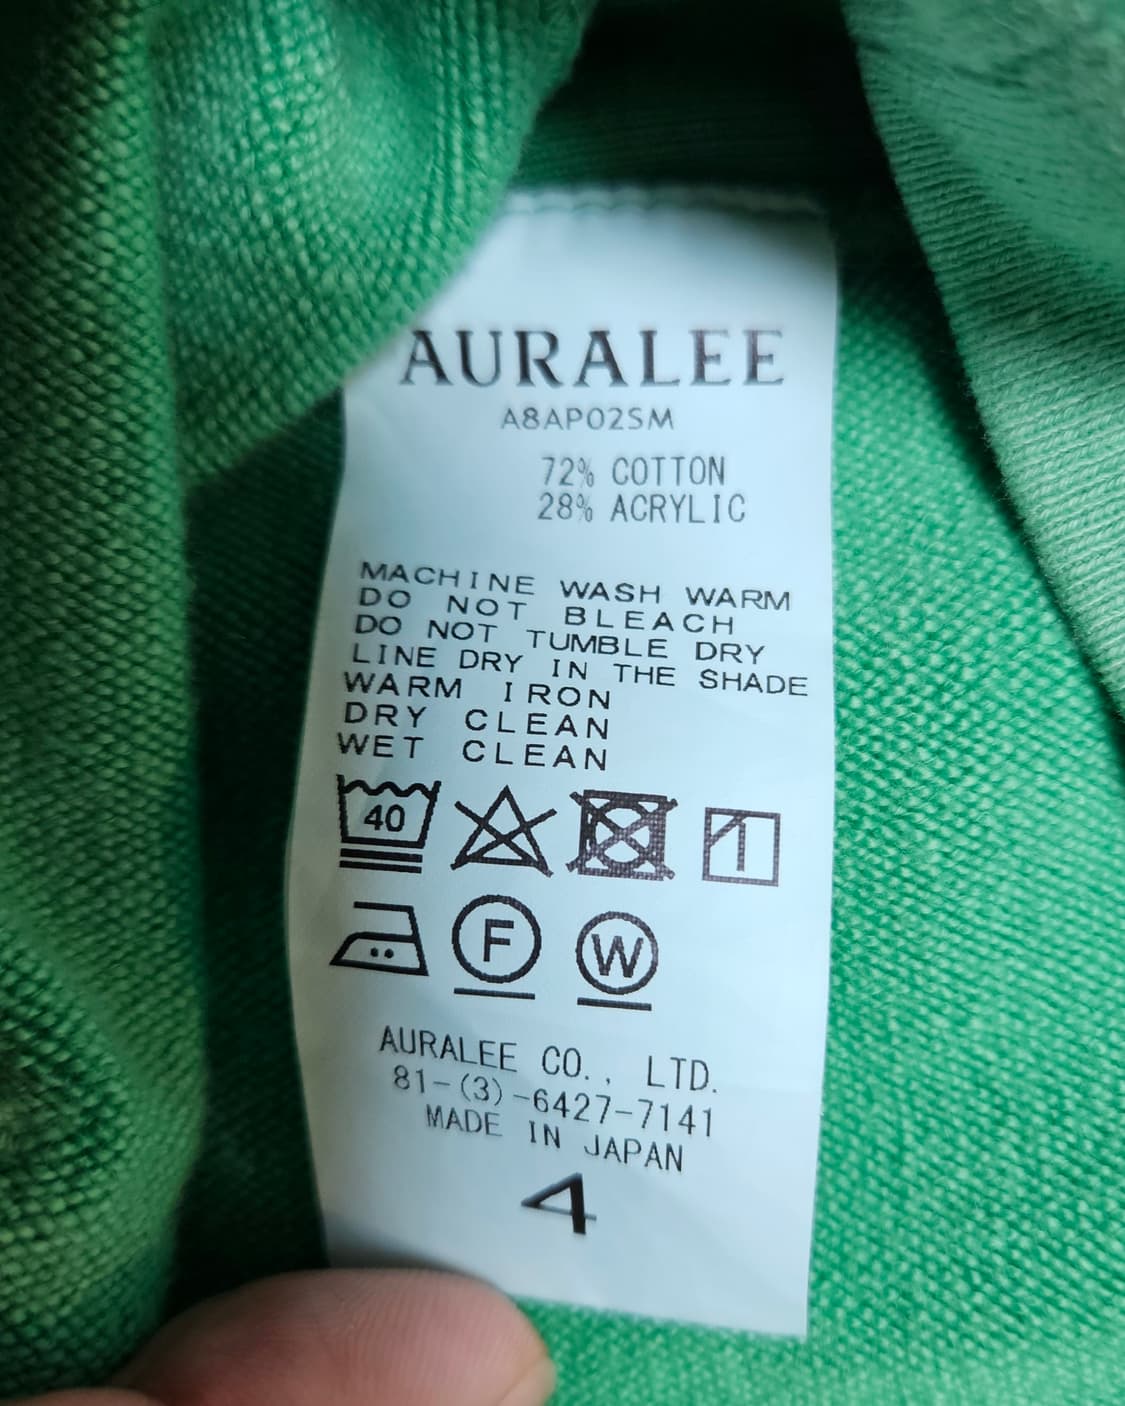 AURALEE
A8AP02SM
72% COTTON
28% ACRYLIC
MACHINE WASH WARM
DO NOT BLEACH
DO NOT TUMBLE DRY
LINE DRY IN THE SHADE
WARM IRON
DRY CLEAN
WET CLEAN
40
F W
AURALEE CO., LTD.
81-(3)-6427-7141
MADE IN JAPAN
4